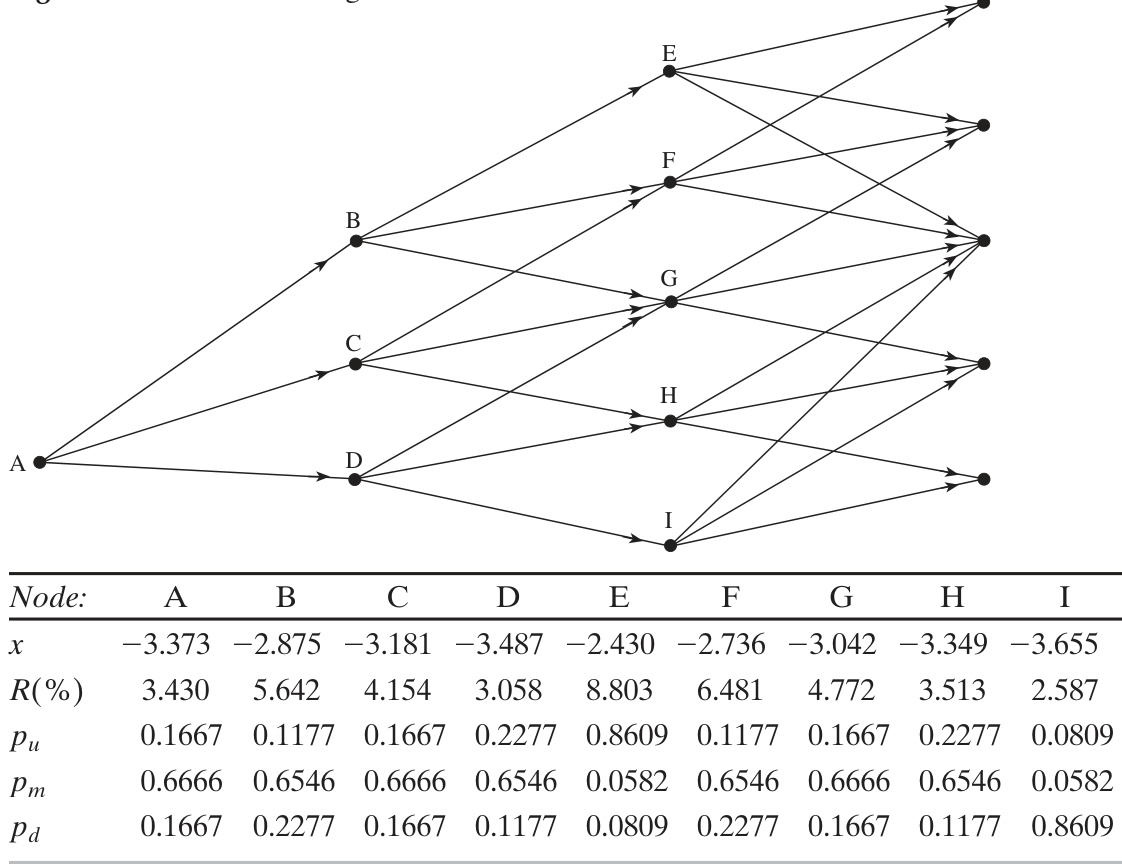 E
F
B
G
C
H
A
D
I
Node: A B C D E F G H I
x −3.373 −2.875 −3.181 −3.487 −2.430 −2.736 −3.042 −3.349 −3.655
R(%) 3.430 5.642 4.154 3.058 8.803 6.481 4.772 3.513 2.587
pu 0.1667 0.1177 0.1667 0.2277 0.8609 0.1177 0.1667 0.2277 0.0809
pm 0.6666 0.6546 0.6666 0.6546 0.0582 0.6546 0.6666 0.6546 0.0582
pd 0.1667 0.2277 0.1667 0.1177 0.0809 0.2277 0.1667 0.1177 0.8609